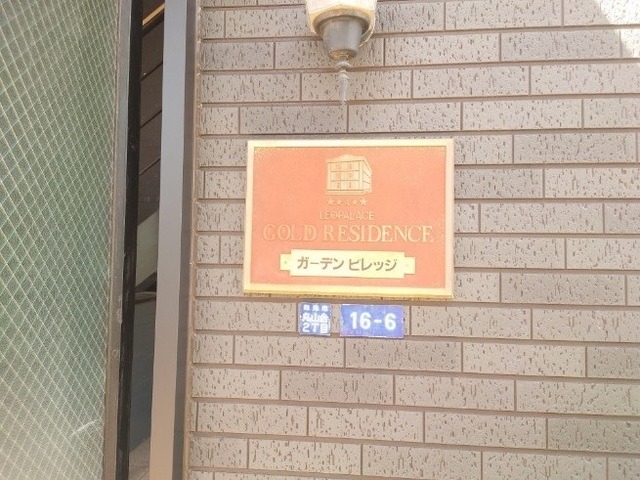 ★★★★★
LEOPALACE
GOLD RESIDENCE
ガーデン ビレッジ
2丁目
16-6